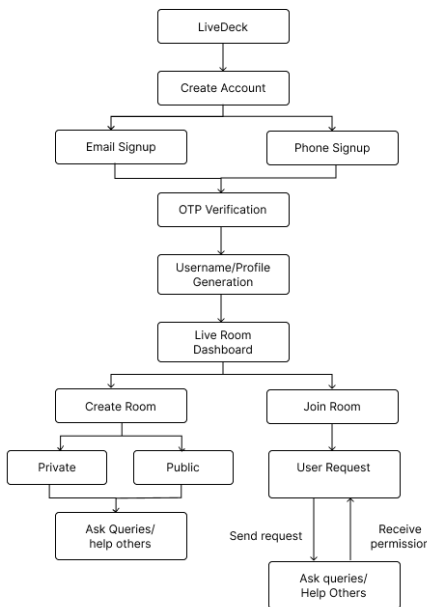 LiveDeck
Create Account
Email Signup
Phone Signup
OTP Verification
Username/Profile
Generation
Live Room
Dashboard
Create Room
Join Room
Private
Public
User Request
Ask Queries/
help others
Send request
Receive
permission
Ask queries/
Help Others